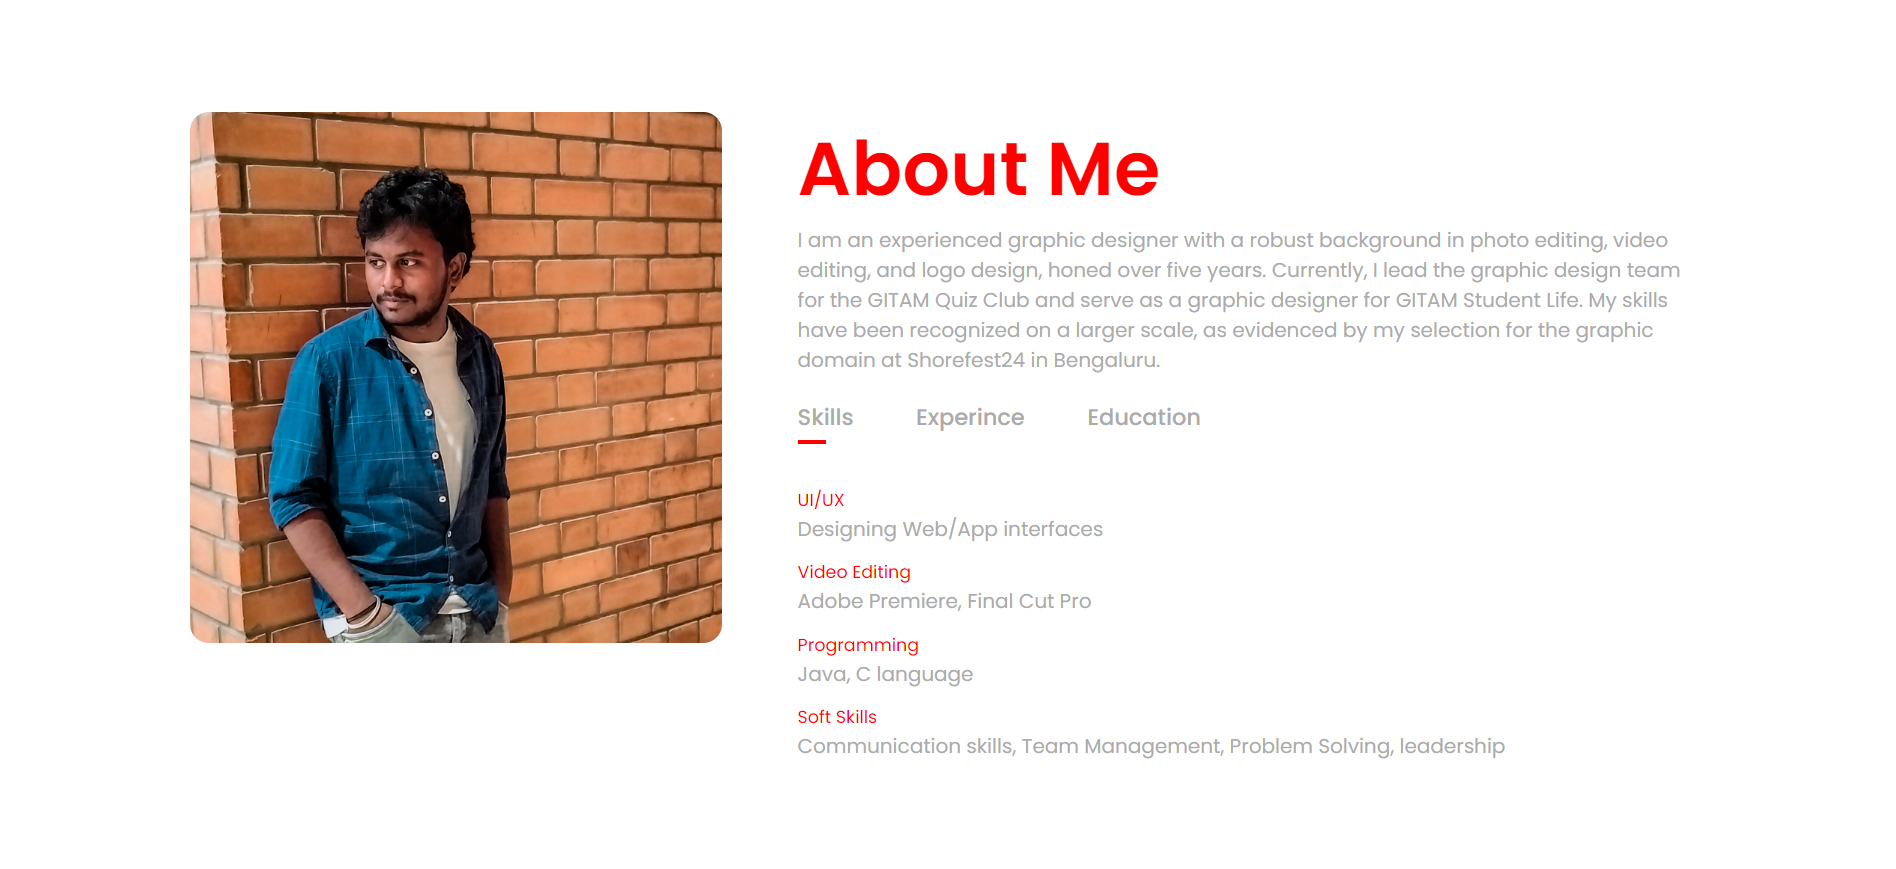 About Me
I am an experienced graphic designer with a robust background in photo editing, video
editing, and logo design, honed over five years. Currently, I lead the graphic design team
for the GITAM Quiz Club and serve as a graphic designer for GITAM Student Life. My skills
have been recognized on a larger scale, as evidenced by my selection for the graphic
domain at Shorefest24 in Bengaluru.
Skills Experince Education
UI/UX
Designing Web/App interfaces
Video Editing
Adobe Premiere, Final Cut Pro
Programming
Java, C language
Soft Skills
Communication skills, Team Management, Problem Solving, leadership